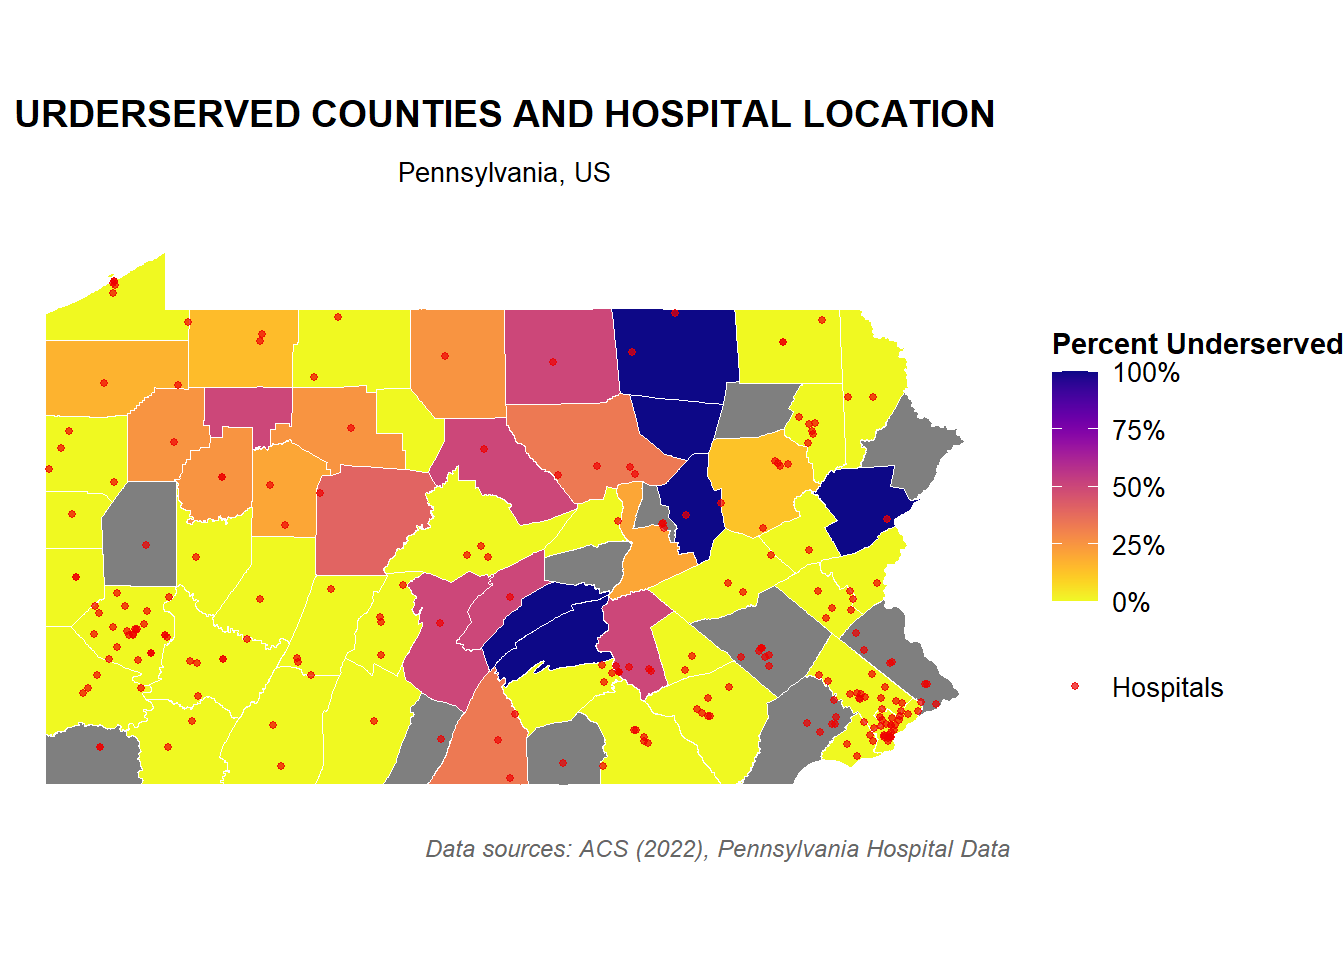 URDERSERVED COUNTIES AND HOSPITAL LOCATION
Pennsylvania, US
Percent Underserved
100%
75%
50%
25%
0%
Hospitals
Data sources: ACS (2022), Pennsylvania Hospital Data